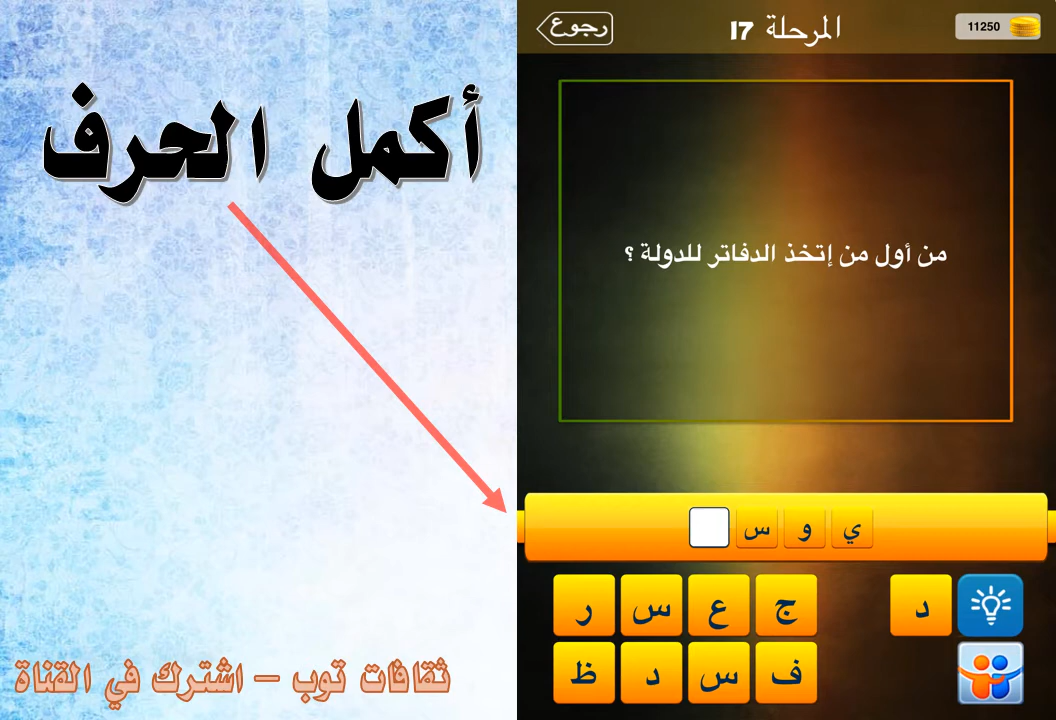 أكمل الحرف
ثقافات توب – اشترك في القناة
رجوع
المرحلة 17
11250
من أول من إتخذ الدفاتر للدولة ؟
ي و س
د ج ع س ر
ف س د ظ